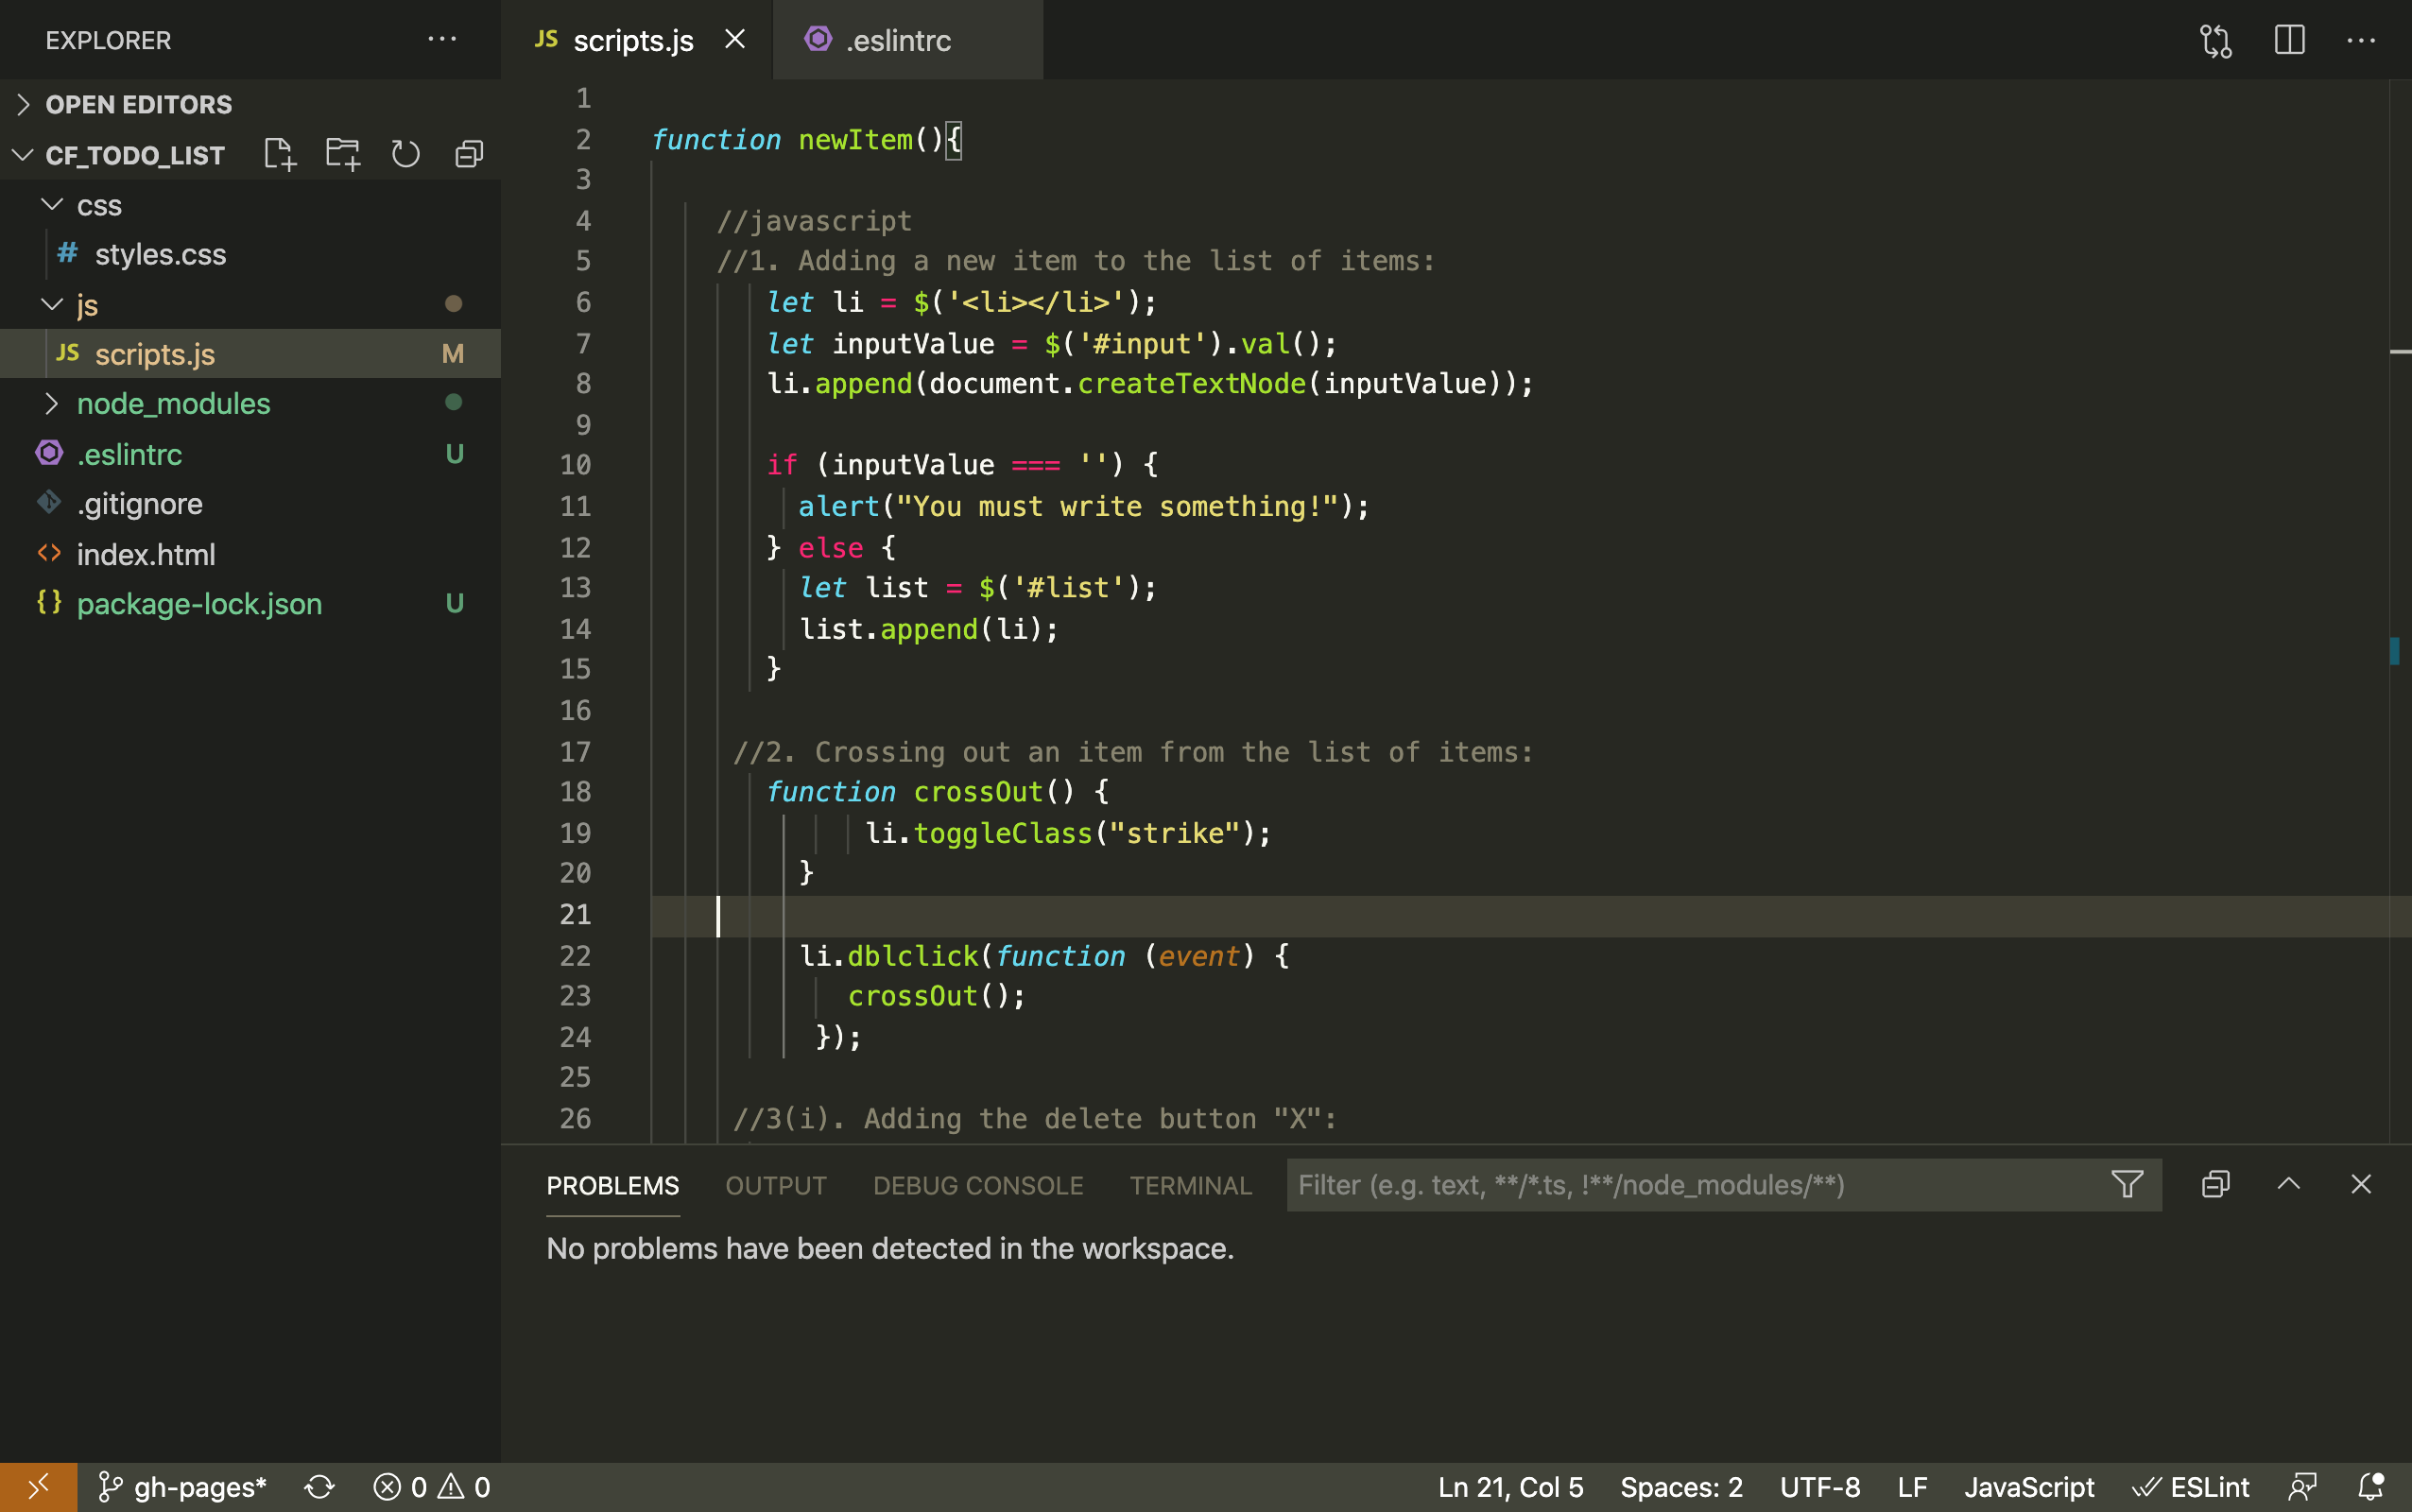 EXPLORER
OPEN EDITORS
CF_TODO_LIST
css
# styles.css
js
JS scripts.js M
node_modules
.eslintrc U
.gitignore
<> index.html
{} package-lock.json U
JS scripts.js
.eslintrc
1
2 function newItem(){
3
4 //javascript
5 //1. Adding a new item to the list of items:
6 let li = $('<li></li>');
7 let inputValue = $('#input').val();
8 li.append(document.createTextNode(inputValue));
9
10 if (inputValue === '') {
11 alert("You must write something!");
12 } else {
13 let list = $('#list');
14 list.append(li);
15 }
16
17 //2. Crossing out an item from the list of items:
18 function crossOut() {
19 li.toggleClass("strike");
20 }
21
22 li.dblclick(function (event) {
23 crossOut();
24 });
25
26 //3(i). Adding the delete button "X":
PROBLEMS OUTPUT DEBUG CONSOLE TERMINAL Filter (e.g. text, **/*.ts, !**/node_modules/**)
No problems have been detected in the workspace.
gh-pages* 0 0 Ln 21, Col 5 Spaces: 2 UTF-8 LF JavaScript ESLint